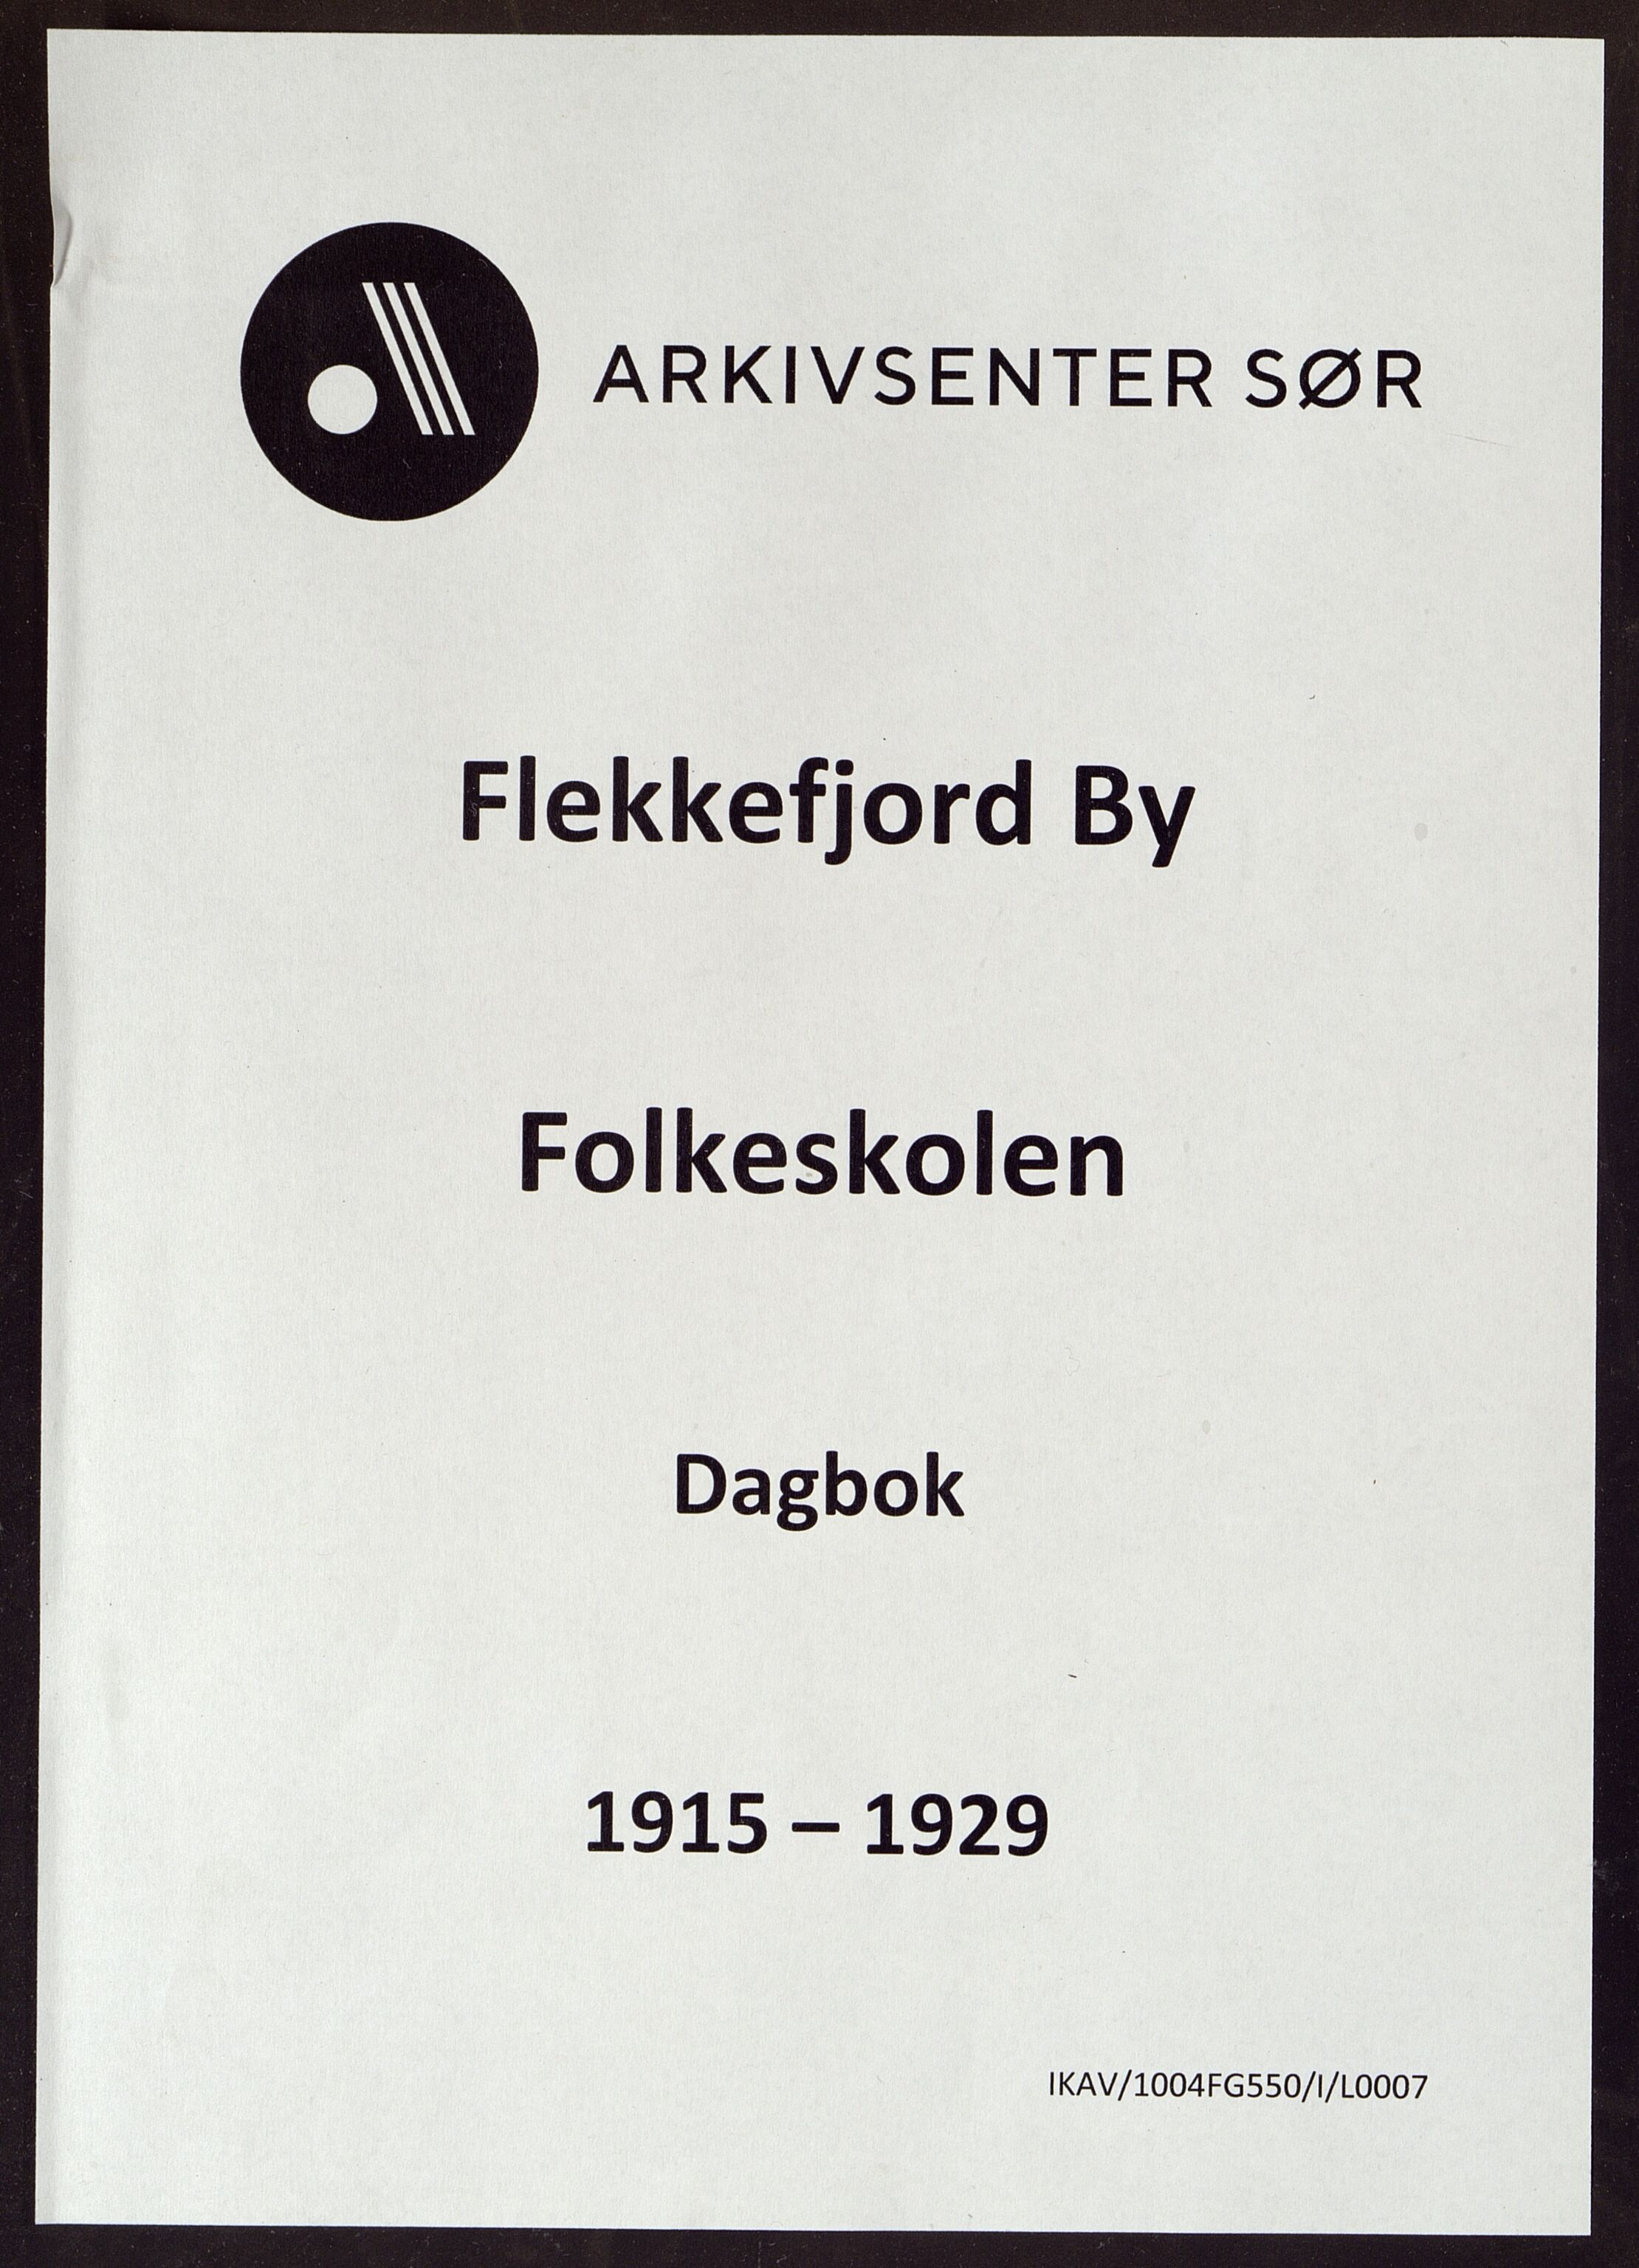 ARKIVSENTER SØR
Flekkefjord By
Folkeskolen
Dagbok
1915 – 1929
IKAV/1004FG550/I/L0007